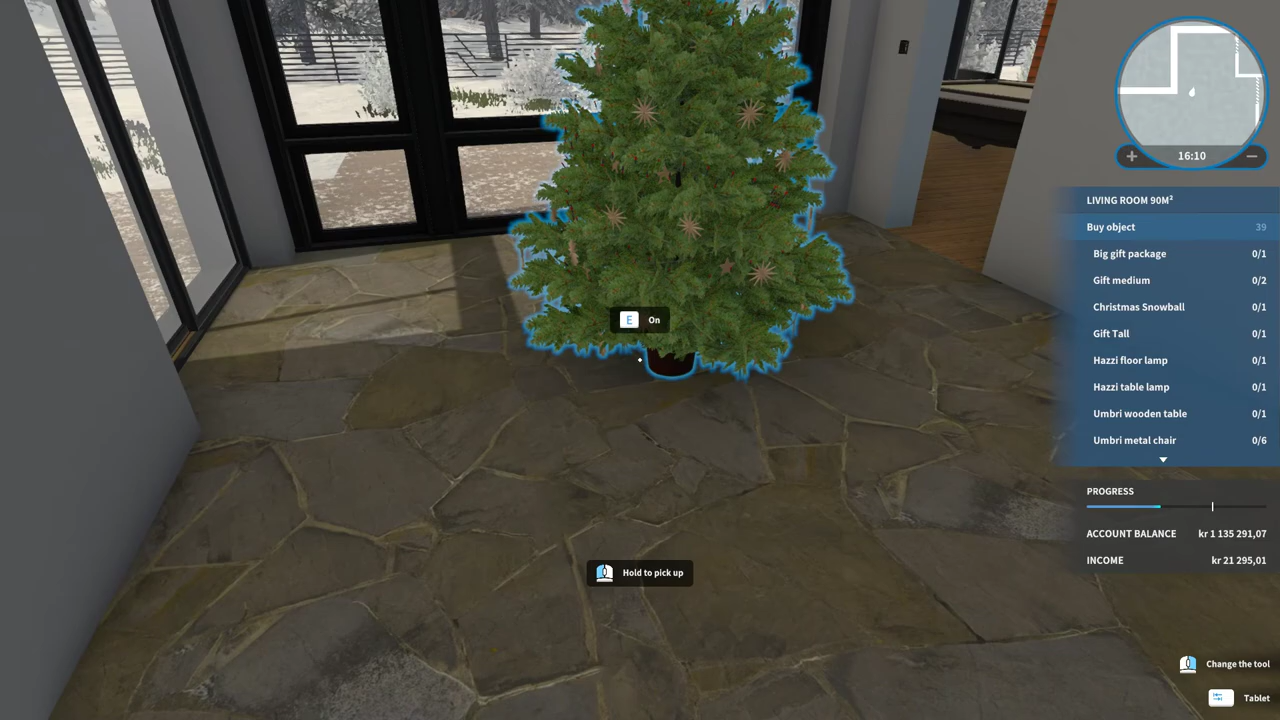 16:10
LIVING ROOM 90M²
Buy object 39
Big gift package 0/1
Gift medium 0/2
Christmas Snowball 0/1
Gift Tall 0/1
Hazzi floor lamp 0/1
Hazzi table lamp 0/1
Umbri wooden table 0/1
Umbri metal chair 0/6
E On
PROGRESS
ACCOUNT BALANCE kr 1 135 291,07
INCOME kr 21 295,01
Hold to pick up
Change the tool
Tablet